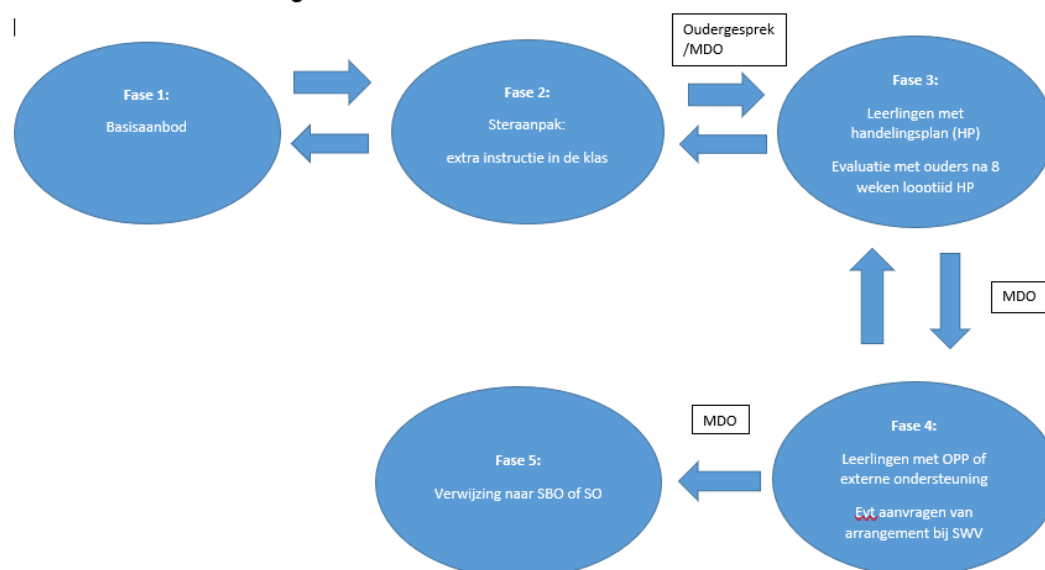 Oudergesprek
/MDO
Fase 1:
Basisaanbod
Fase 2:
Steraanpak:
extra instructie in de klas
Fase 3:
Leerlingen met
handelingsplan (HP)
Evaluatie met ouders na 8
weken looptijd HP
MDO
Fase 4:
Leerlingen met OPP of
externe ondersteuning
Evt aanvragen van
arrangement bij SWV
MDO
Fase 5:
Verwijzing naar SBO of SO